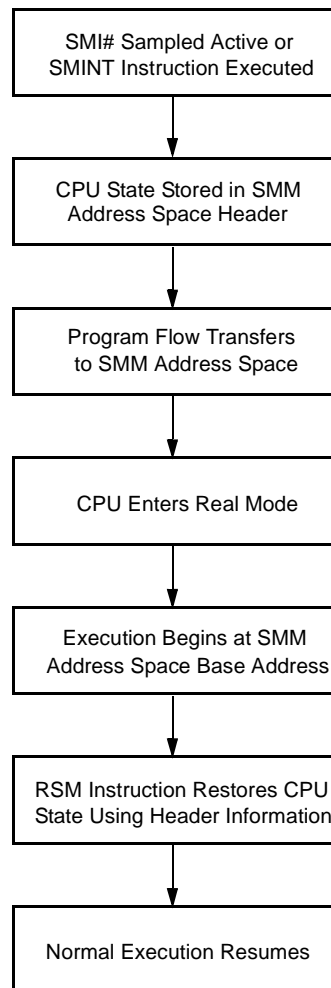 SMI# Sampled Active or
SMINT Instruction Executed
CPU State Stored in SMM
Address Space Header
Program Flow Transfers
to SMM Address Space
CPU Enters Real Mode
Execution Begins at SMM
Address Space Base Address
RSM Instruction Restores CPU
State Using Header Information
Normal Execution Resumes